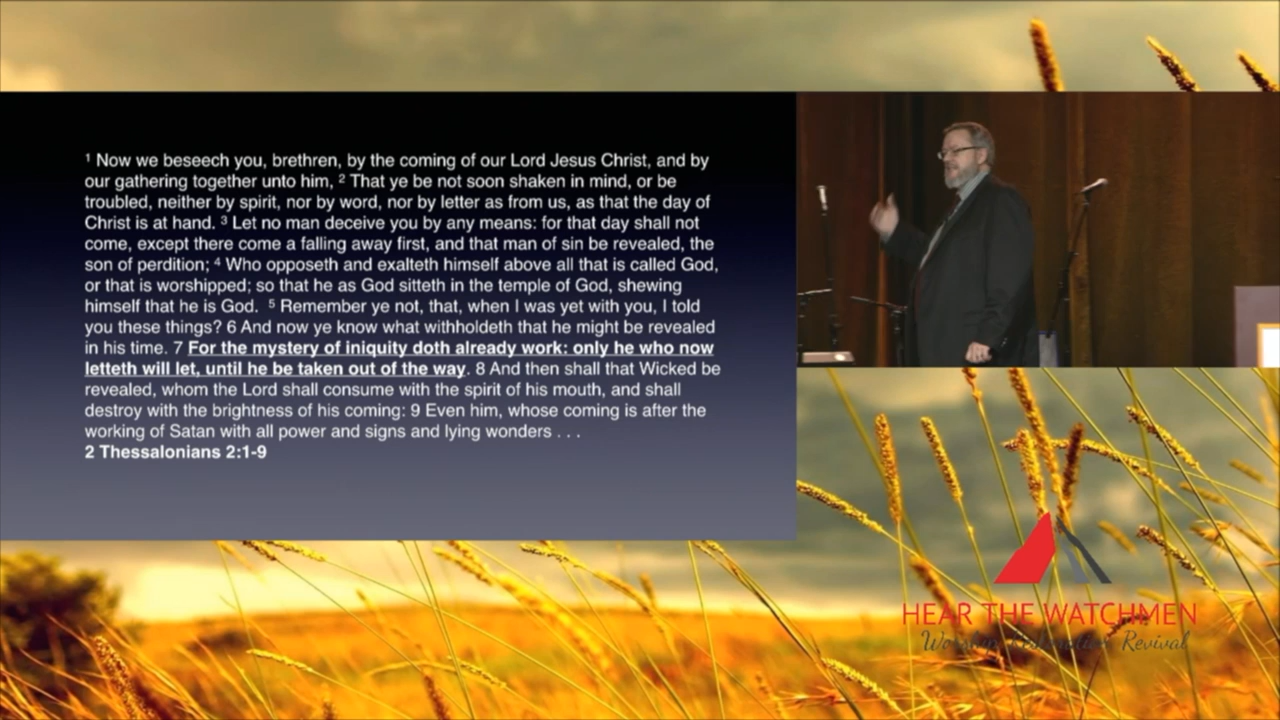 ¹ Now we beseech you, brethren, by the coming of our Lord Jesus Christ, and by
our gathering together unto him, ² That ye be not soon shaken in mind, or be
troubled, neither by spirit, nor by word, nor by letter as from us, as that the day of
Christ is at hand. ³ Let no man deceive you by any means: for that day shall not
come, except there come a falling away first, and that man of sin be revealed, the
son of perdition; ⁴ Who opposeth and exalteth himself above all that is called God,
or that is worshipped; so that he as God sitteth in the temple of God, shewing
himself that he is God. ⁵ Remember ye not, that, when I was yet with you, I told
you these things? 6 And now ye know what withholdeth that he might be revealed
in his time. 7 For the mystery of iniquity doth already work: only he who now
letteth will let, until he be taken out of the way. 8 And then shall that Wicked be
revealed, whom the Lord shall consume with the spirit of his mouth, and shall
destroy with the brightness of his coming: 9 Even him, whose coming is after the
working of Satan with all power and signs and lying wonders . . .
2 Thessalonians 2:1-9
HEAR THE WATCHMEN
Worship Restoration Revival